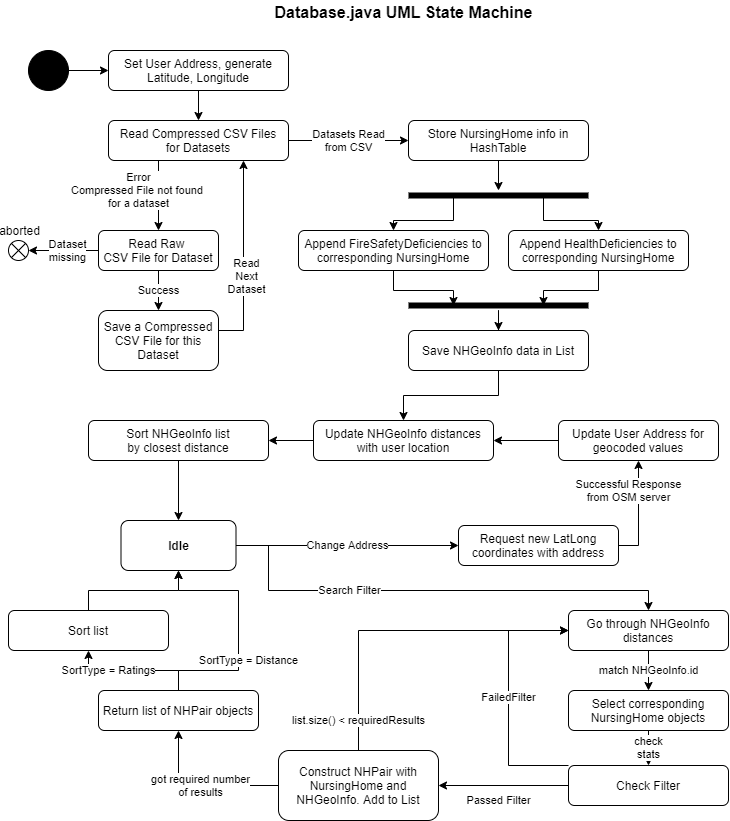 Database.java UML State Machine
Set User Address, generate
Latitude, Longitude
Read Compressed CSV Files
for Datasets
Datasets Read
from CSV
Store NursingHome info in
HashTable
Error
Compressed File not found
for a dataset
aborted
Dataset
missing
Read Raw
CSV File for Dataset
Read
Next
Dataset
Append FireSafetyDeficiencies to
corresponding NursingHome
Append HealthDeficiencies to
corresponding NursingHome
Success
Save a Compressed
CSV File for this
Dataset
Save NHGeoInfo data in List
Sort NHGeoInfo list
by closest distance
Update NHGeoInfo distances
with user location
Update User Address for
geocoded values
Successful Response
from OSM server
Idle
Change Address
Request new LatLong
coordinates with address
Search Filter
Sort list
Go through NHGeoInfo
distances
SortType = Ratings
SortType = Distance
match NHGeoInfo.id
Return list of NHPair objects
list.size() < requiredResults
FailedFilter
Select corresponding
NursingHome objects
check
stats
got required number
of results
Construct NHPair with
NursingHome and
NHGeoInfo. Add to List
Passed Filter
Check Filter